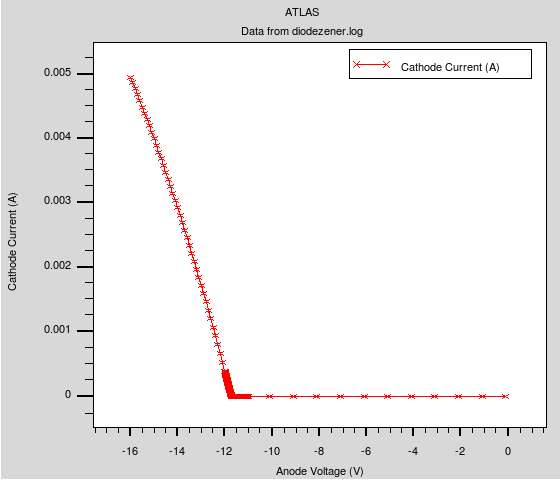 ATLAS
Data from diodezener.log
Cathode Current (A)
0.005
0.004
0.003
0.002
0.001
0
Cathode Current (A)
-16 -14 -12 -10 -8 -6 -4 -2 0
Anode Voltage (V)